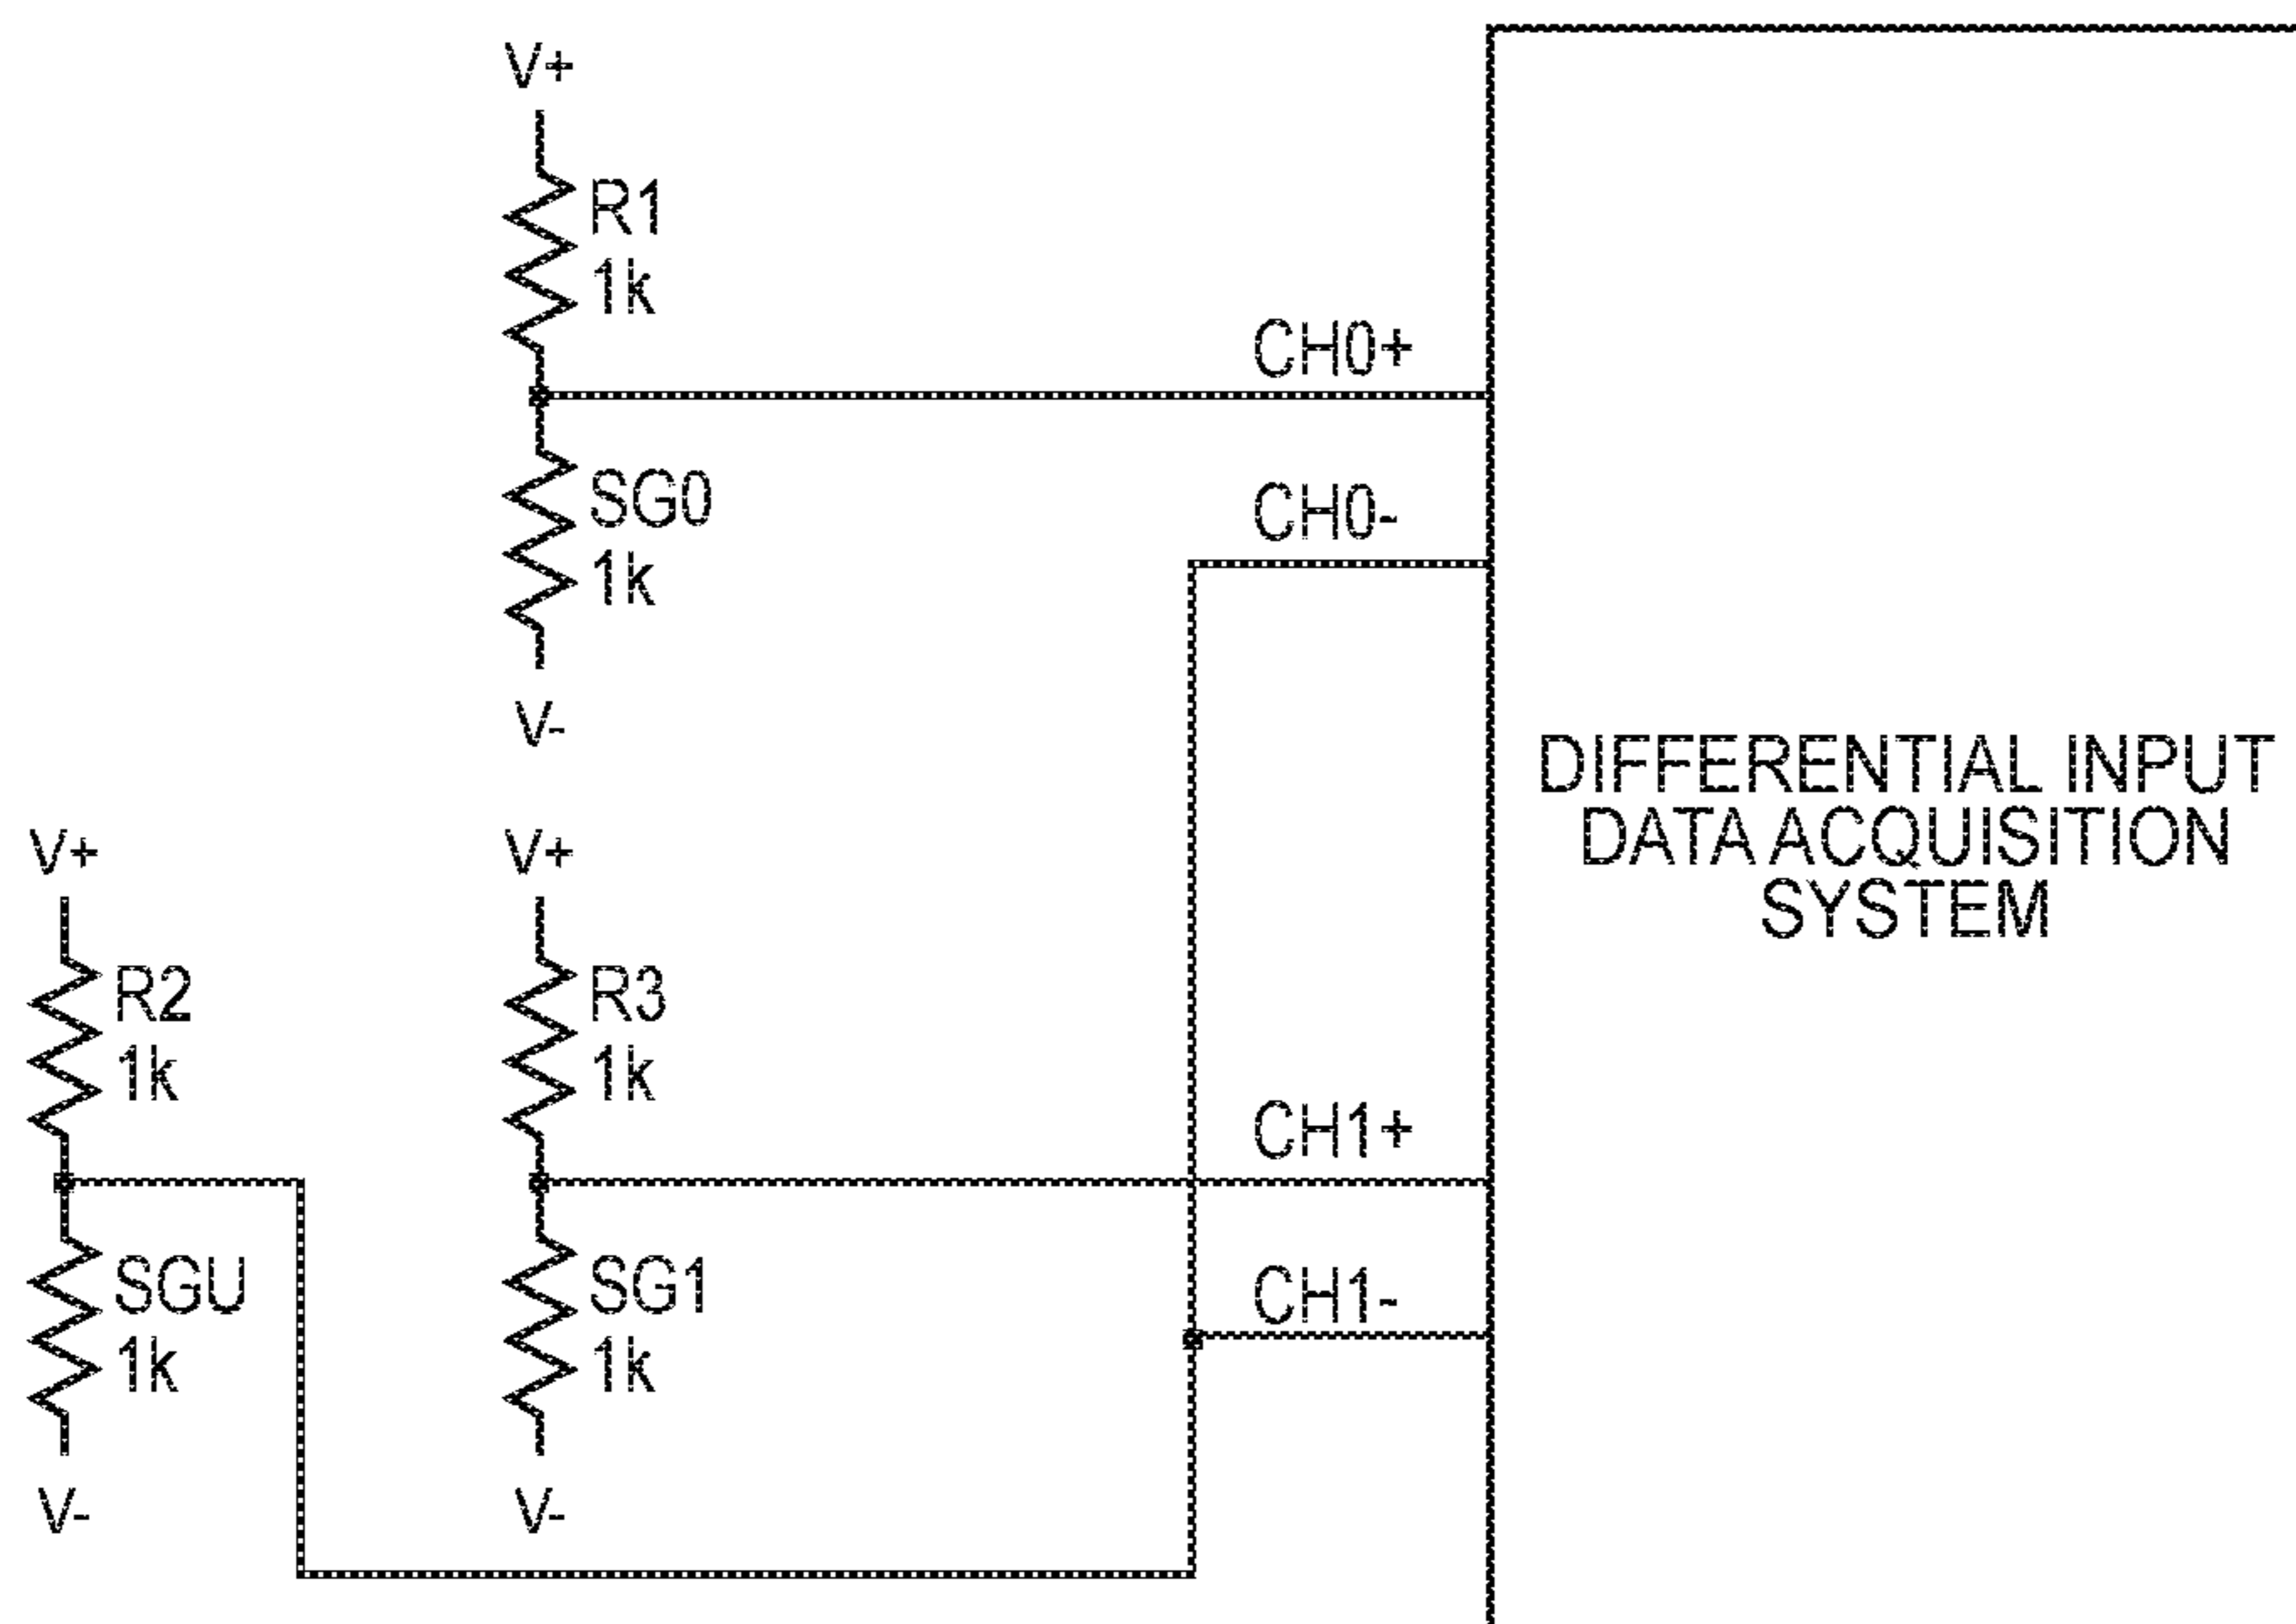 V+
R1
1k
CH0+
SG0
1k
CH0-
V-
DIFFERENTIAL INPUT
DATA ACQUISITION
SYSTEM
V+
V+
R2
1k
R3
1k
CH1+
SGU
1k
SG1
1k
CH1-
V-
V-